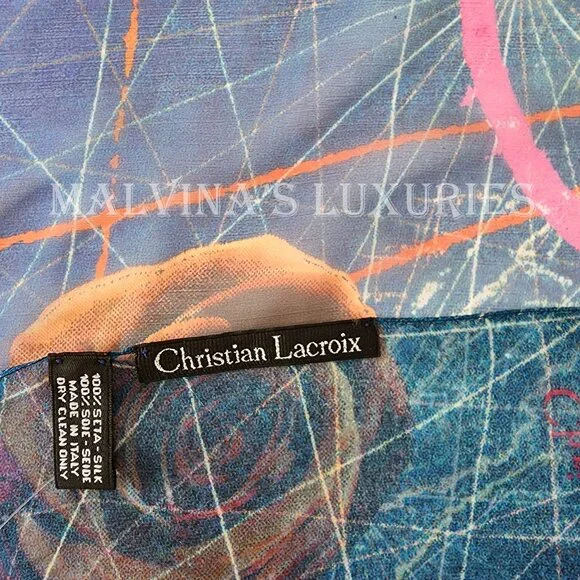 MALVINA'S LUXURIES
Christian Lacroix
100% SETA - SILK
100% SOIE - SEIDE
MADE IN ITALY
DRY CLEAN ONLY